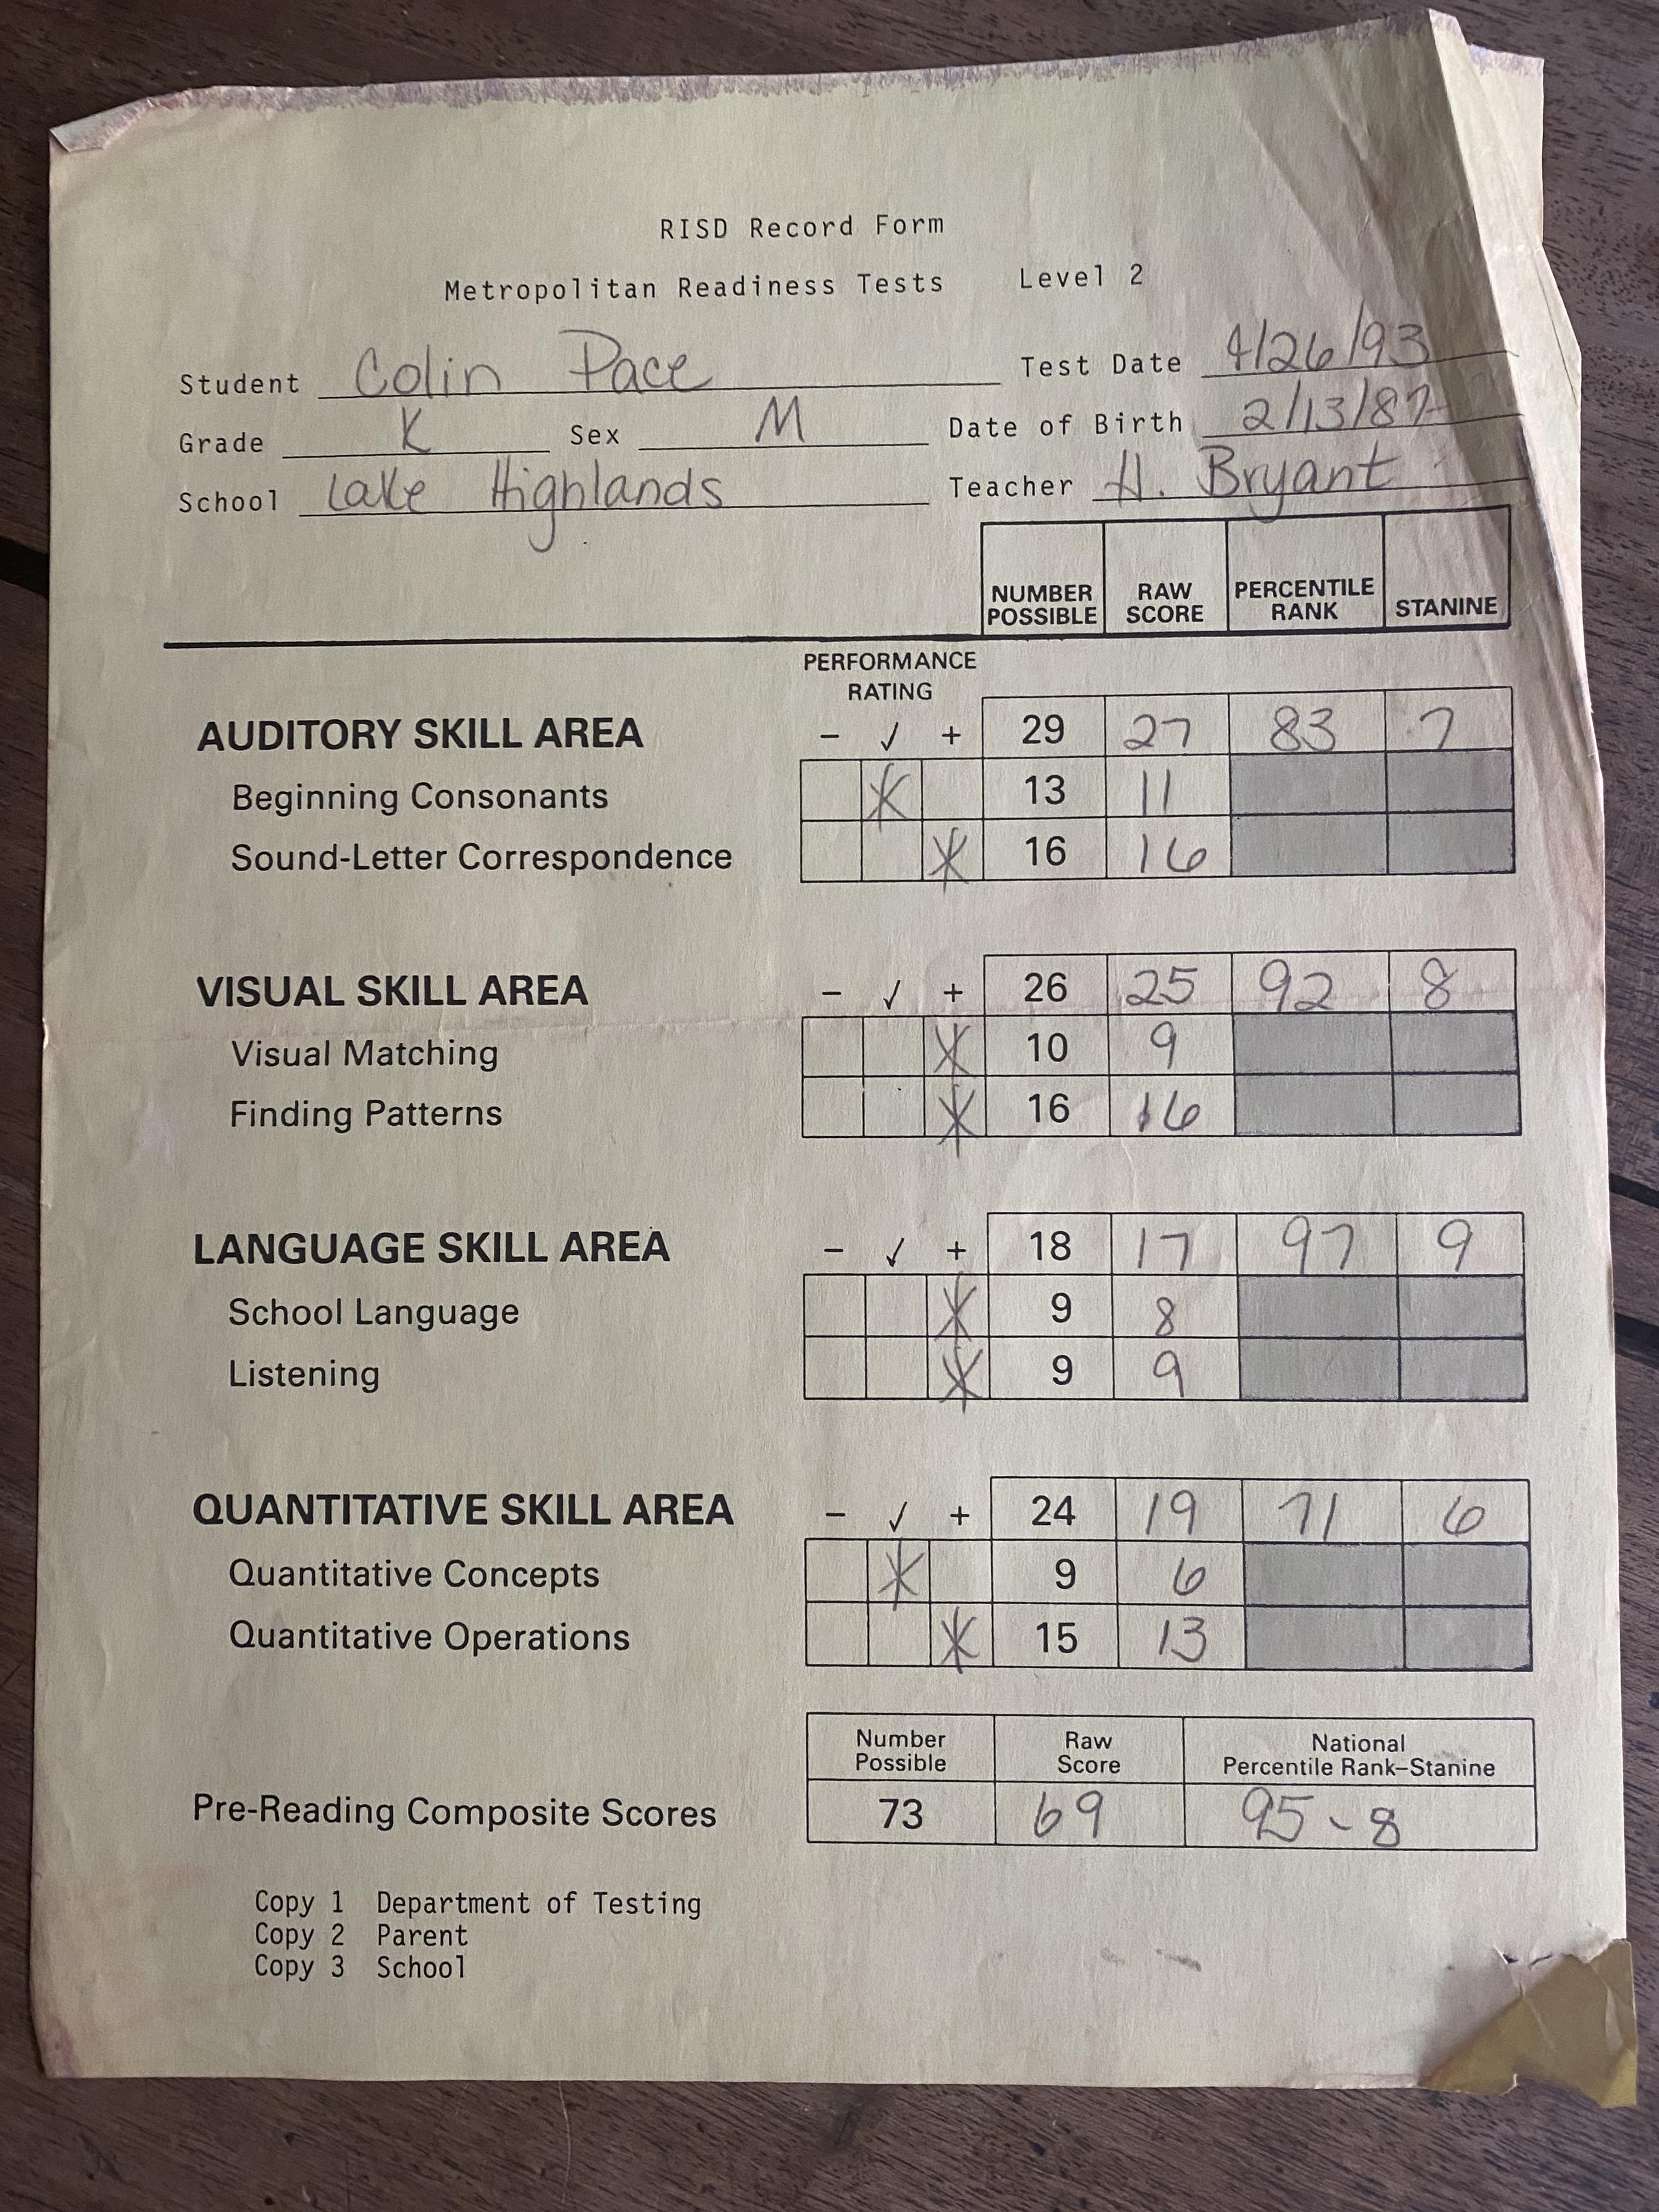 RISD Record Form
Metropolitan Readiness Tests Level 2
Student Colin Pace Test Date 4/26/93
Grade K Sex M Date of Birth 2/13/87
School Lake Highlands Teacher H. Bryant
NUMBER POSSIBLE RAW SCORE PERCENTILE RANK STANINE
PERFORMANCE RATING
AUDITORY SKILL AREA - ✓ + 29 27 83 7
Beginning Consonants 13 11
Sound-Letter Correspondence 16 16
VISUAL SKILL AREA - ✓ + 26 25 92 8
Visual Matching 10 9
Finding Patterns 16 16
LANGUAGE SKILL AREA - ✓ + 18 17 97 9
School Language 9 8
Listening 9 9
QUANTITATIVE SKILL AREA - ✓ + 24 19 71 6
Quantitative Concepts 9 6
Quantitative Operations 15 13
Number Possible Raw Score National Percentile Rank–Stanine
Pre-Reading Composite Scores 73 69 95 - 8
Copy 1 Department of Testing
Copy 2 Parent
Copy 3 School